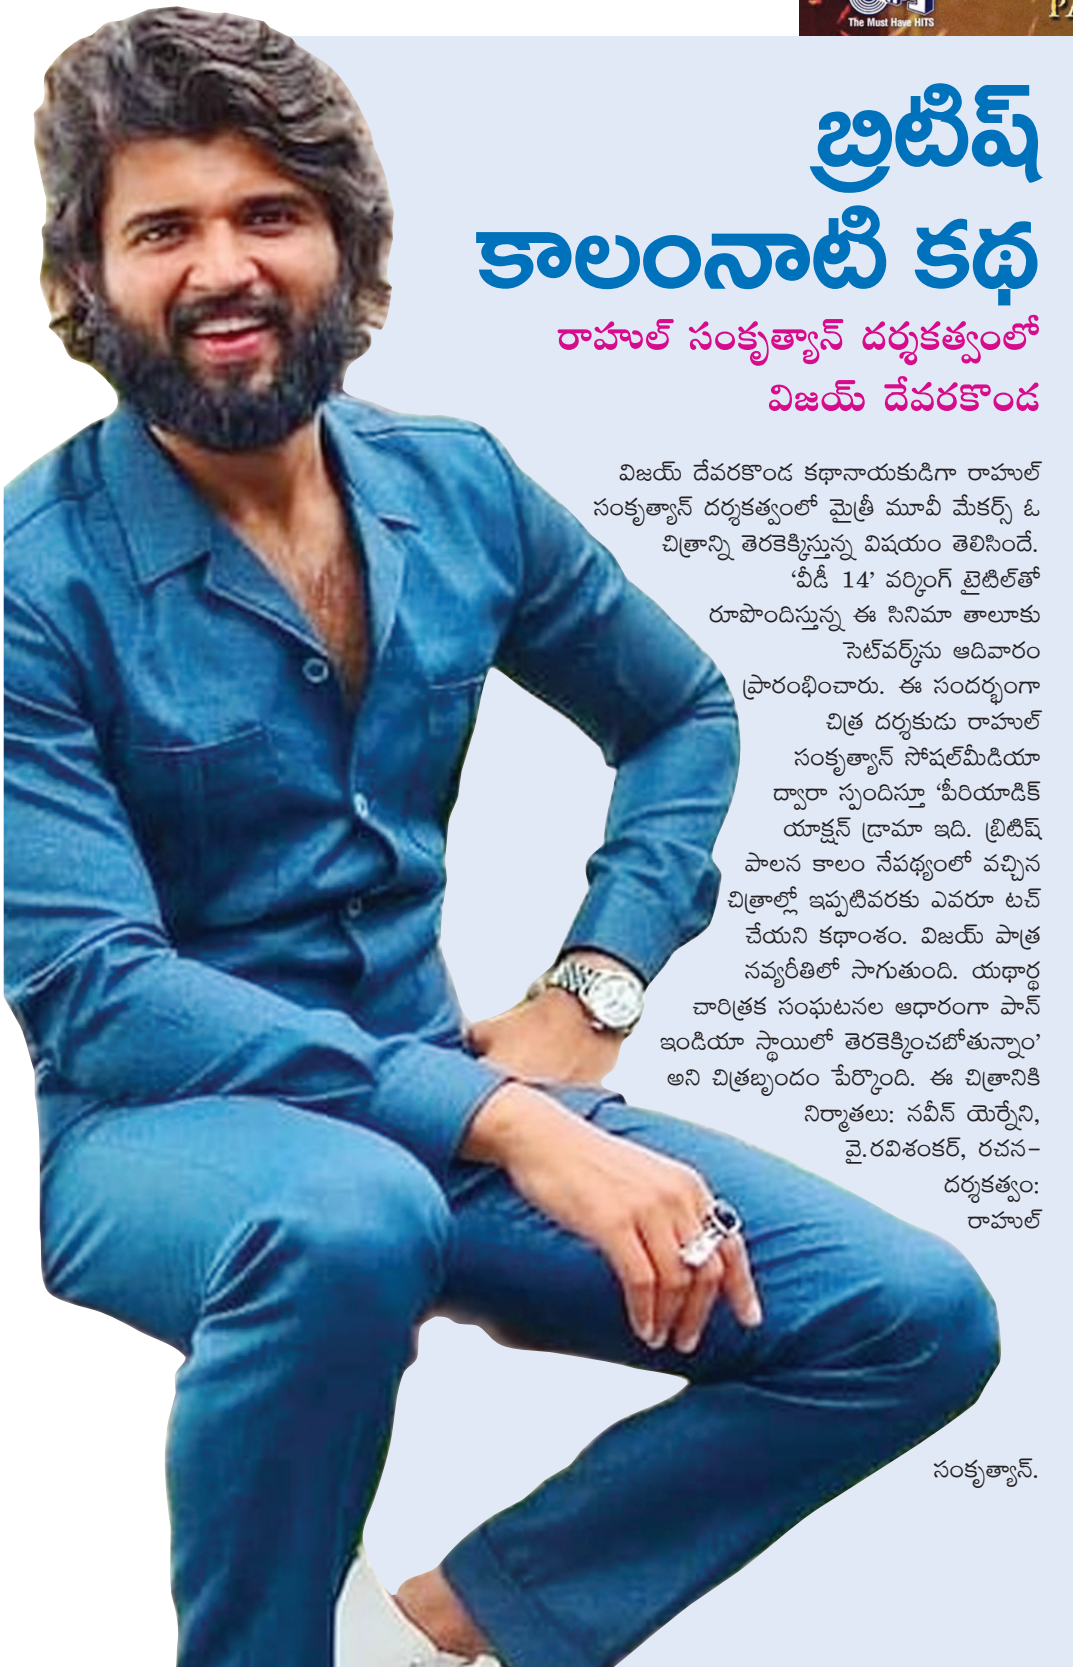 The Must Have HITS
బ్రిటిష్
కాలంనాటి కథ
రాహుల్ సంకృత్యాన్ దర్శకత్వంలో
విజయ్ దేవరకొండ
విజయ్ దేవరకొండ కథానాయకుడిగా రాహుల్
సంకృత్యాన్ దర్శకత్వంలో మైత్రీ మూవీ మేకర్స్ ఓ
చిత్రాన్ని తెరకెక్కిస్తున్న విషయం తెలిసిందే.
‘వీడీ 14’ వర్కింగ్ టైటిల్‌తో
రూపొందిస్తున్న ఈ సినిమా తాలూకు
సెట్‌వర్క్‌ను ఆదివారం
ప్రారంభించారు. ఈ సందర్భంగా
చిత్ర దర్శకుడు రాహుల్
సంకృత్యాన్ సోషల్‌మీడియా
ద్వారా స్పందిస్తూ ‘పీరియాడిక్
యాక్షన్ డ్రామా ఇది. బ్రిటిష్
పాలన కాలం నేపథ్యంలో వచ్చిన
చిత్రాల్లో ఇప్పటివరకు ఎవరూ టచ్
చేయని కథాంశం. విజయ్ పాత్ర
నవ్యరీతిలో సాగుతుంది. యథార్థ
చారిత్రక సంఘటనల ఆధారంగా పాన్
ఇండియా స్థాయిలో తెరకెక్కించబోతున్నాం’
అని చిత్రబృందం పేర్కొంది. ఈ చిత్రానికి
నిర్మాతలు: నవీన్ యెర్నేని,
వై.రవిశంకర్, రచన–
దర్శకత్వం:
రాహుల్
సంకృత్యాన్.